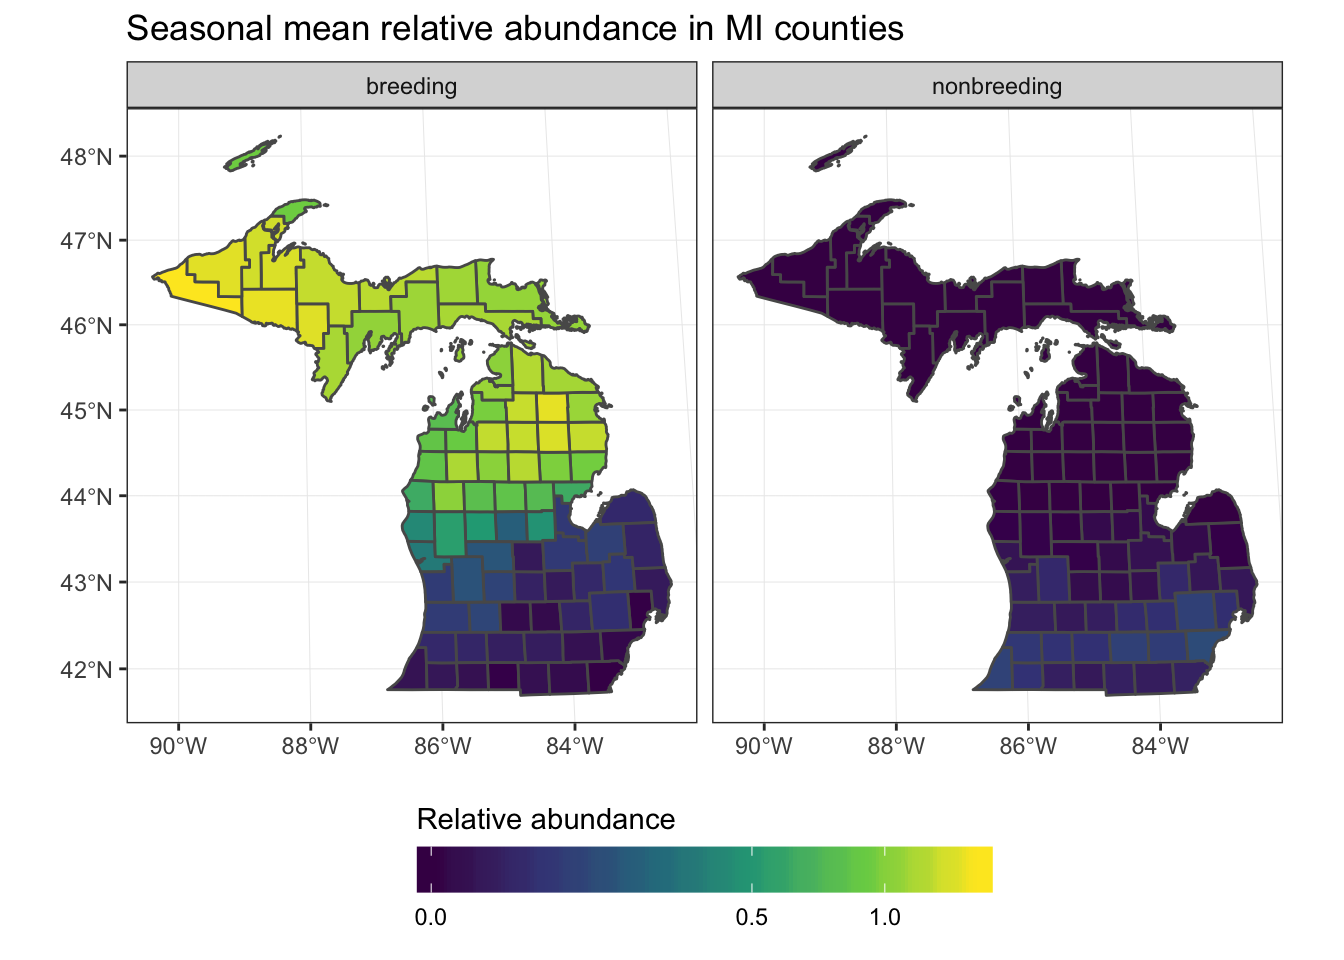 Seasonal mean relative abundance in MI counties
breeding
nonbreeding
48°N
47°N
46°N
45°N
44°N
43°N
42°N
90°W 88°W 86°W 84°W
90°W 88°W 86°W 84°W
Relative abundance
0.0 0.5 1.0